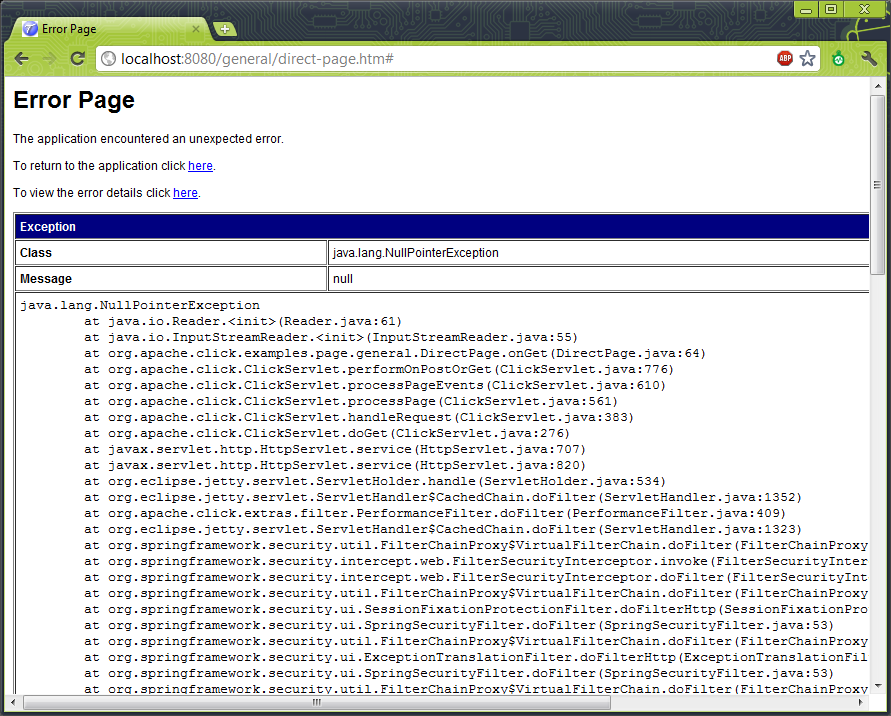 Error Page
localhost:8080/general/direct-page.htm#
ABP
Error Page
The application encountered an unexpected error.
To return to the application click here.
To view the error details click here.
Exception
Class java.lang.NullPointerException
Message null
java.lang.NullPointerException
at java.io.Reader.<init>(Reader.java:61)
at java.io.InputStreamReader.<init>(InputStreamReader.java:55)
at org.apache.click.examples.page.general.DirectPage.onGet(DirectPage.java:64)
at org.apache.click.ClickServlet.performOnPostOrGet(ClickServlet.java:776)
at org.apache.click.ClickServlet.processPageEvents(ClickServlet.java:610)
at org.apache.click.ClickServlet.processPage(ClickServlet.java:561)
at org.apache.click.ClickServlet.handleRequest(ClickServlet.java:383)
at org.apache.click.ClickServlet.doGet(ClickServlet.java:276)
at javax.servlet.http.HttpServlet.service(HttpServlet.java:707)
at javax.servlet.http.HttpServlet.service(HttpServlet.java:820)
at org.eclipse.jetty.servlet.ServletHolder.handle(ServletHolder.java:534)
at org.eclipse.jetty.servlet.ServletHandler$CachedChain.doFilter(ServletHandler.java:1352)
at org.apache.click.extras.filter.PerformanceFilter.doFilter(PerformanceFilter.java:409)
at org.eclipse.jetty.servlet.ServletHandler$CachedChain.doFilter(ServletHandler.java:1323)
at org.springframework.security.util.FilterChainProxy$VirtualFilterChain.doFilter(FilterChainProxy
at org.springframework.security.intercept.web.FilterSecurityInterceptor.invoke(FilterSecurityInter
at org.springframework.security.intercept.web.FilterSecurityInterceptor.doFilter(FilterSecurityInt
at org.springframework.security.util.FilterChainProxy$VirtualFilterChain.doFilter(FilterChainProxy
at org.springframework.security.ui.SessionFixationProtectionFilter.doFilterHttp(SessionFixationPro
at org.springframework.security.ui.SpringSecurityFilter.doFilter(SpringSecurityFilter.java:53)
at org.springframework.security.util.FilterChainProxy$VirtualFilterChain.doFilter(FilterChainProxy
at org.springframework.security.ui.ExceptionTranslationFilter.doFilterHttp(ExceptionTranslationFil
at org.springframework.security.ui.SpringSecurityFilter.doFilter(SpringSecurityFilter.java:53)
at org.springframework.security.util.FilterChainProxy$VirtualFilterChain.doFilter(FilterChainProxy